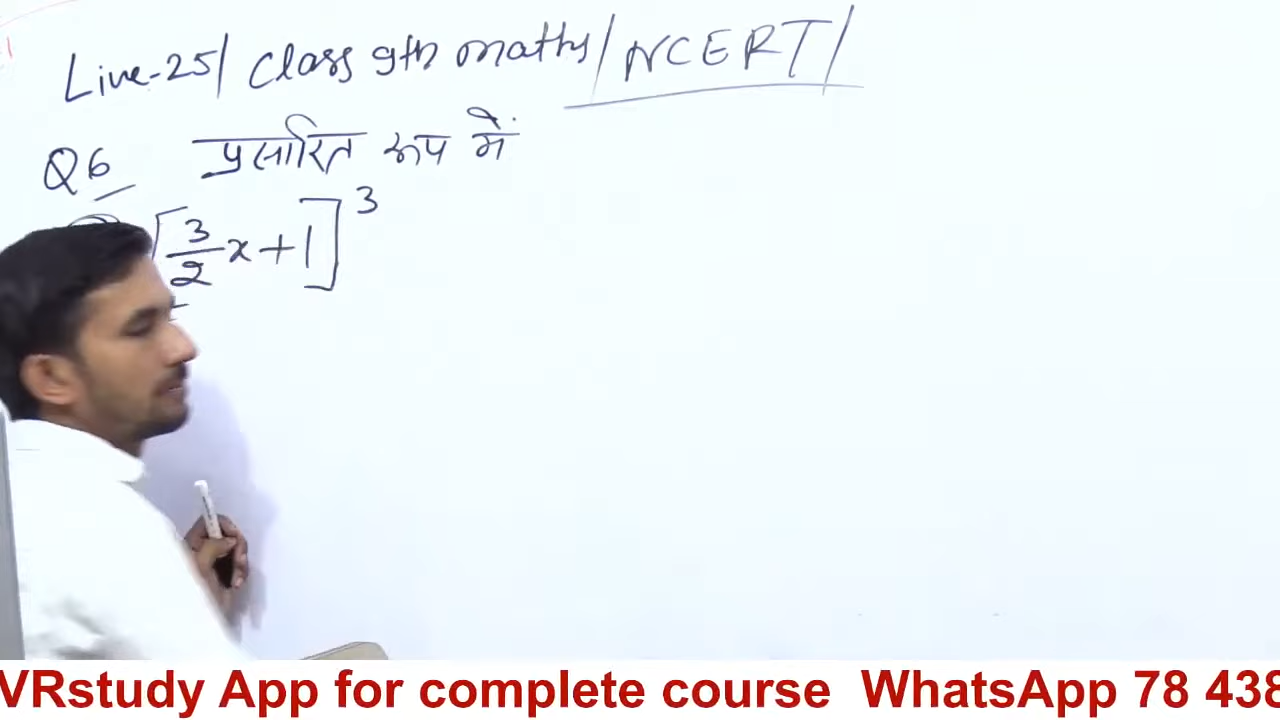 Live-25/ Class 9th maths/NCERT/
Q6 प्रसारित रूप में
[3/2 x+1]^3
VRstudy App for complete course WhatsApp 78 438